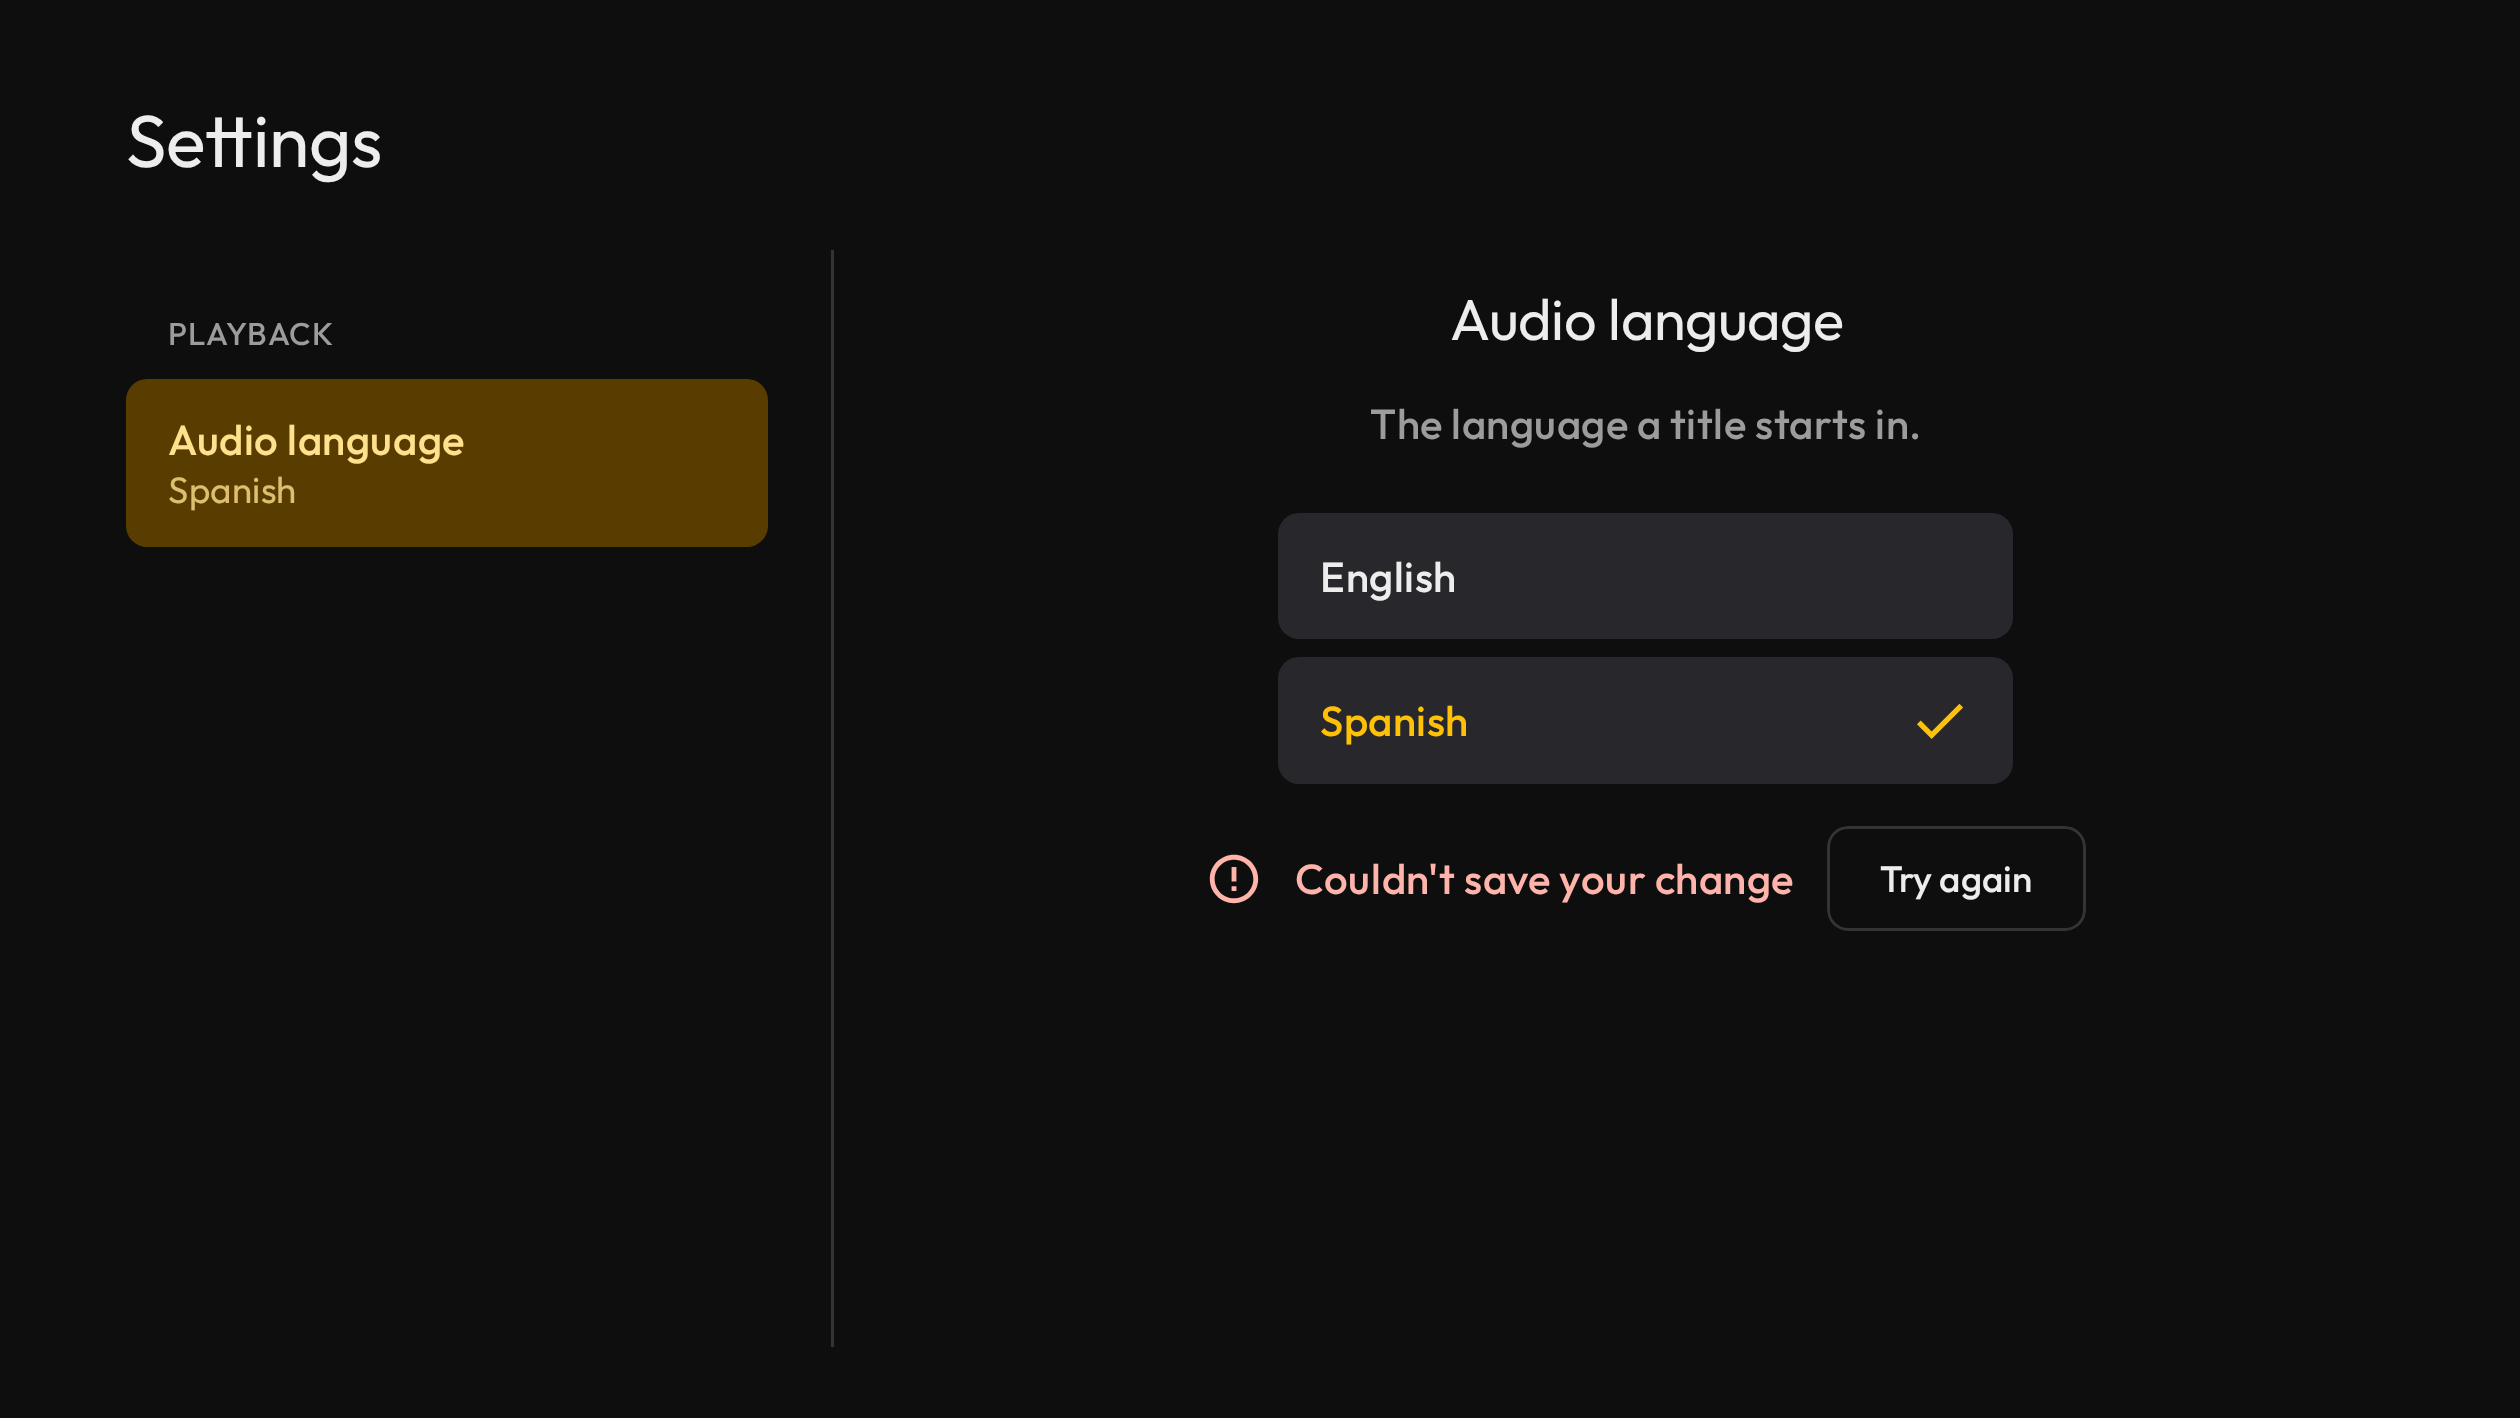 Settings
PLAYBACK
Audio language
Spanish
Audio language
The language a title starts in.
English
Spanish
Couldn't save your change
Try again